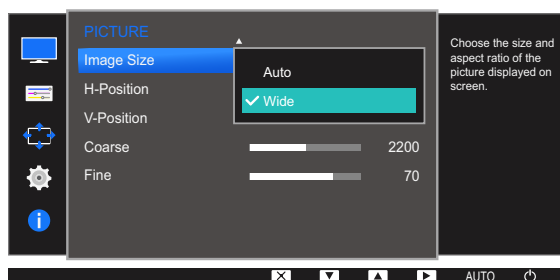 PICTURE
Image Size
Auto
Wide
H-Position
V-Position
Coarse 2200
Fine 70
Choose the size and
aspect ratio of the
picture displayed on
screen.
AUTO